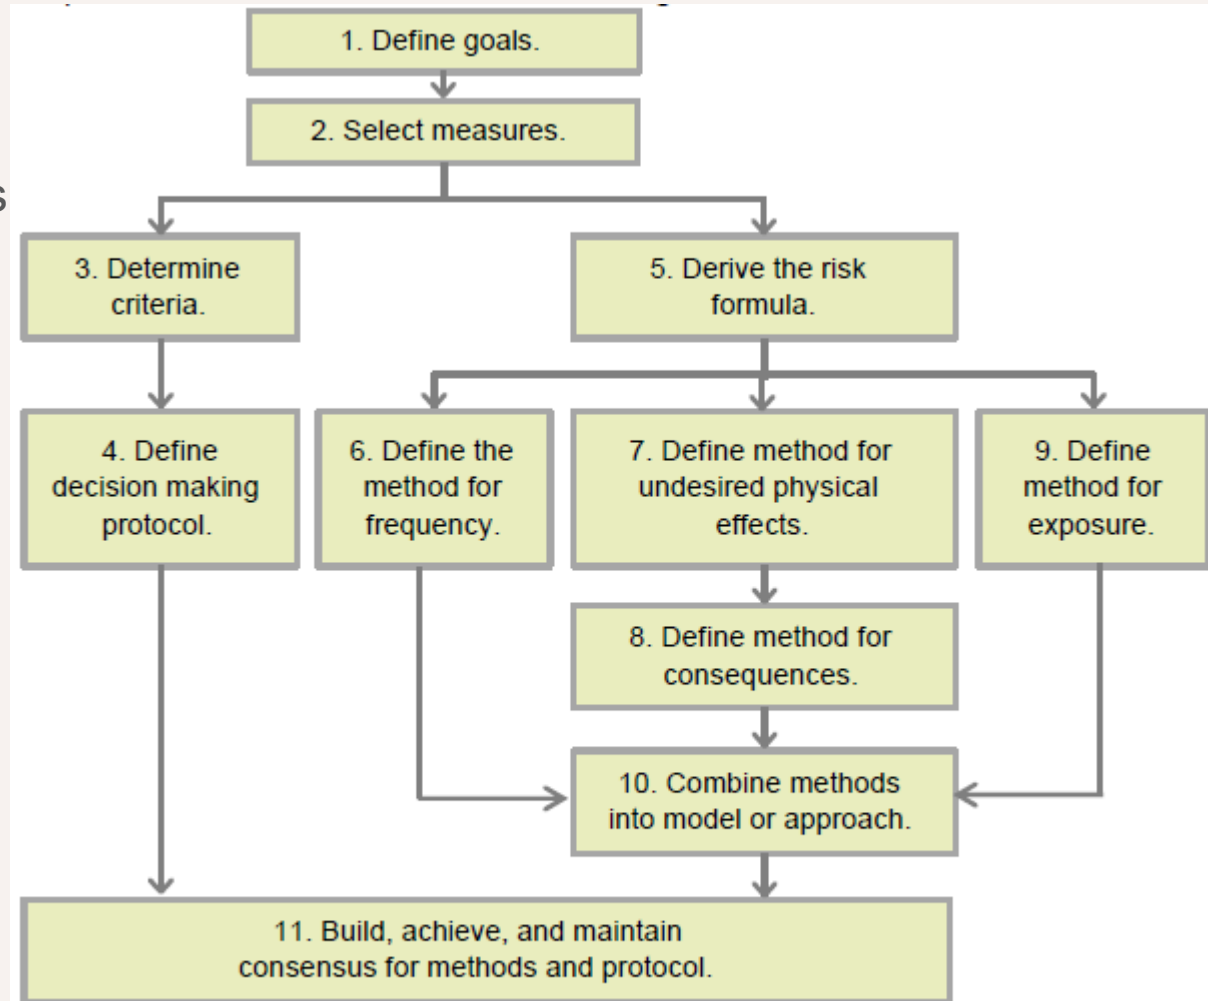 1. Define goals.
2. Select measures.
s
3. Determine
criteria.
5. Derive the risk
formula.
4. Define
decision making
protocol.
6. Define the
method for
frequency.
7. Define method for
undesired physical
effects.
9. Define
method for
exposure.
8. Define method for
consequences.
10. Combine methods
into model or approach.
11. Build, achieve, and maintain
consensus for methods and protocol.